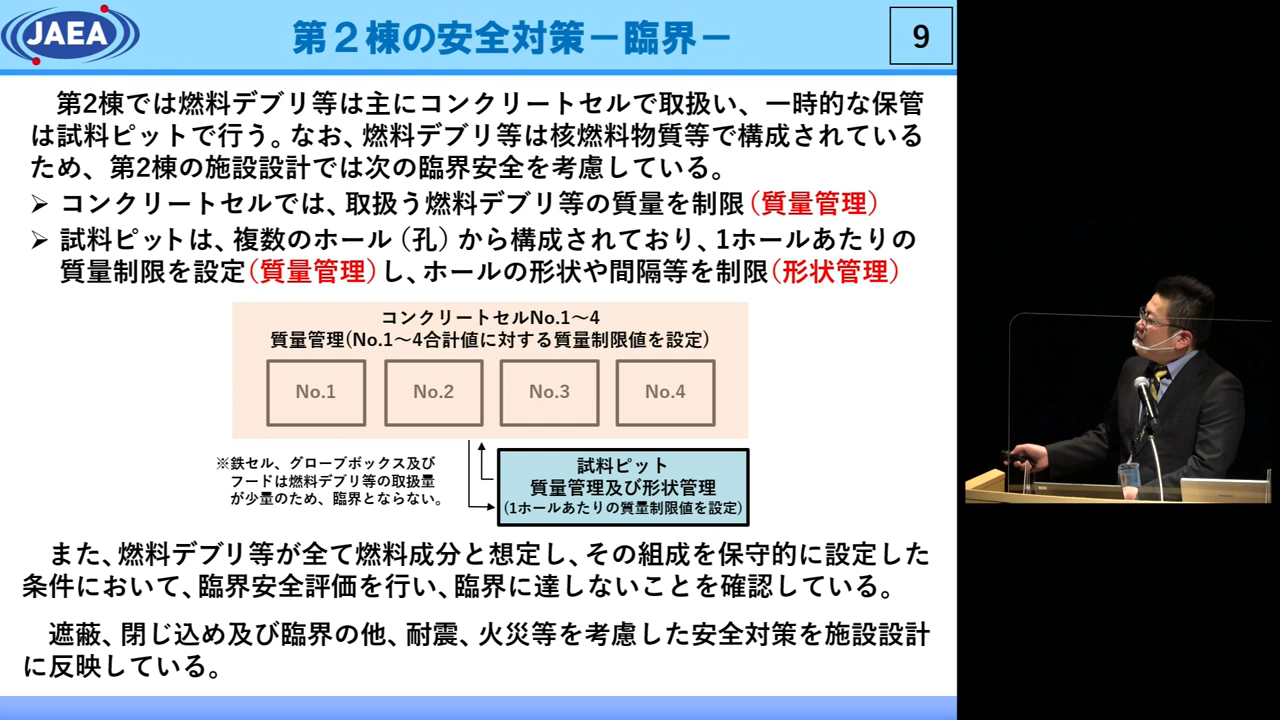 JAEA
第２棟の安全対策－臨界－
9
第2棟では燃料デブリ等は主にコンクリートセルで取扱い、一時的な保管
は試料ピットで行う。なお、燃料デブリ等は核燃料物質等で構成されている
ため、第2棟の施設設計では次の臨界安全を考慮している。
➢ コンクリートセルでは、取扱う燃料デブリ等の質量を制限（質量管理）
➢ 試料ピットは、複数のホール（孔）から構成されており、1ホールあたりの
質量制限を設定（質量管理）し、ホールの形状や間隔等を制限（形状管理）
コンクリートセルNo.1～4
質量管理(No.1～4合計値に対する質量制限値を設定)
No.1
No.2
No.3
No.4
※鉄セル、グローブボックス及び
フードは燃料デブリ等の取扱量
が少量のため、臨界とならない。
試料ピット
質量管理及び形状管理
(1ホールあたりの質量制限値を設定)
また、燃料デブリ等が全て燃料成分と想定し、その組成を保守的に設定した
条件において、臨界安全評価を行い、臨界に達しないことを確認している。
遮蔽、閉じ込め及び臨界の他、耐震、火災等を考慮した安全対策を施設設計
に反映している。